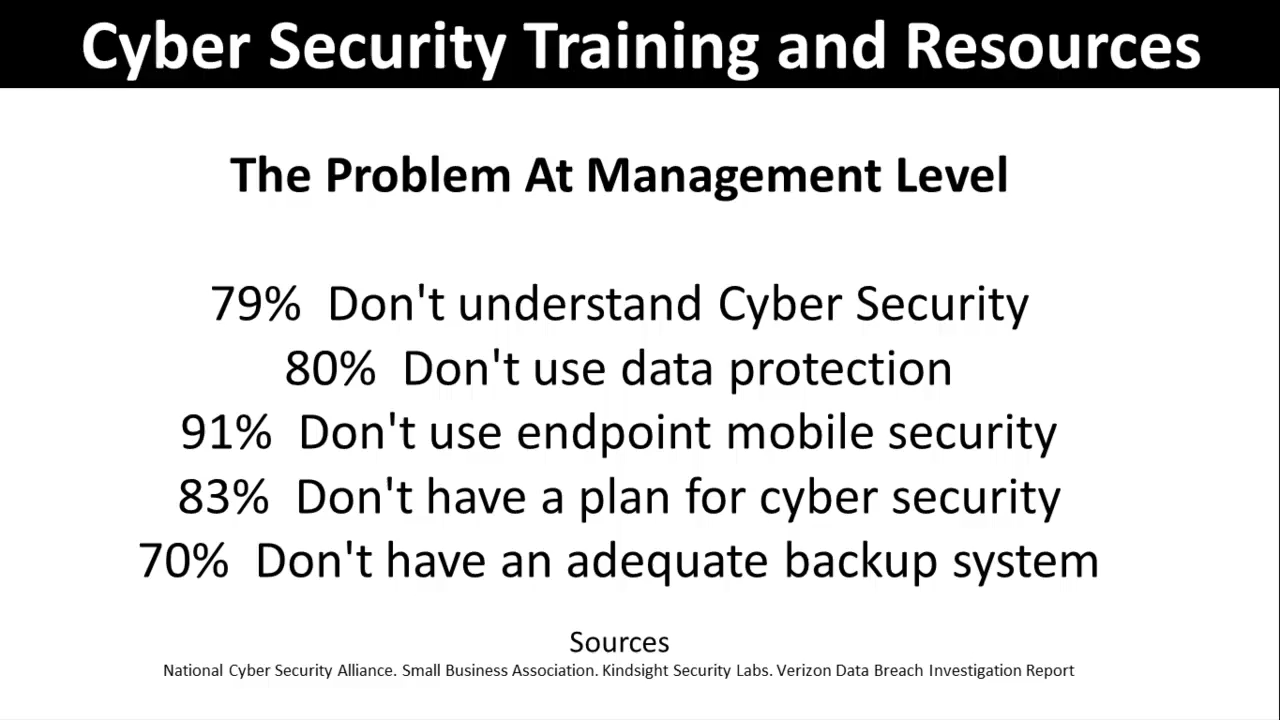 Cyber Security Training and Resources
The Problem At Management Level
79% Don't understand Cyber Security
80% Don't use data protection
91% Don't use endpoint mobile security
83% Don't have a plan for cyber security
70% Don't have an adequate backup system
Sources
National Cyber Security Alliance. Small Business Association. Kindsight Security Labs. Verizon Data Breach Investigation Report